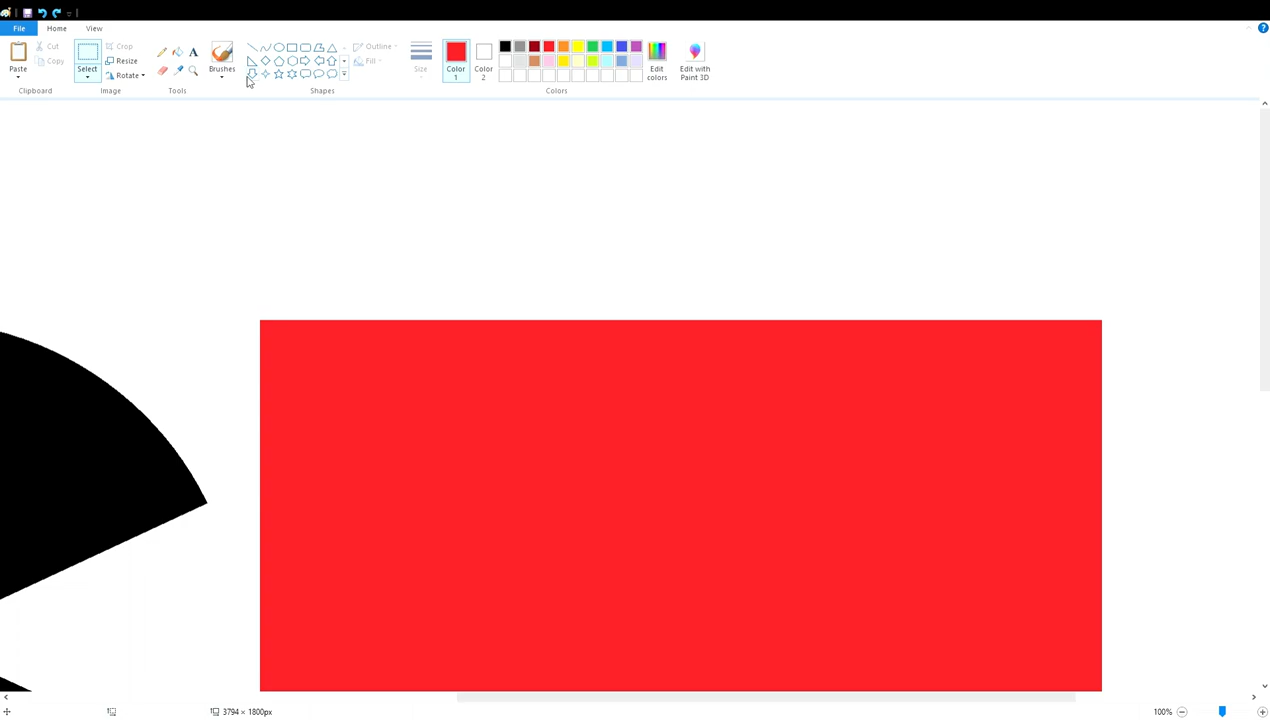 File Home View
Paste
Cut
Copy
Clipboard
Select
Crop
Resize
Rotate
Image
A
Tools
Brushes
Shapes
Outline
Fill
Size
Color 1
Color 2
Edit colors
Colors
Edit with Paint 3D
?
3794 × 1800px
100%